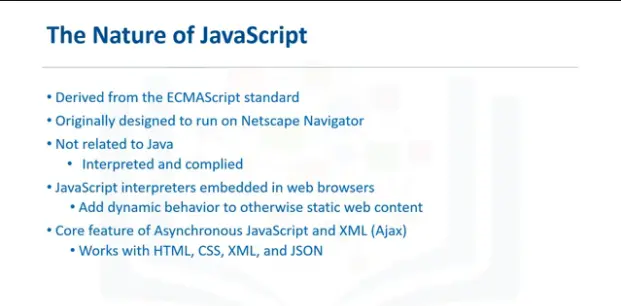 The Nature of JavaScript
• Derived from the ECMAScript standard
• Originally designed to run on Netscape Navigator
• Not related to Java
• Interpreted and complied
• JavaScript interpreters embedded in web browsers
• Add dynamic behavior to otherwise static web content
• Core feature of Asynchronous JavaScript and XML (Ajax)
• Works with HTML, CSS, XML, and JSON